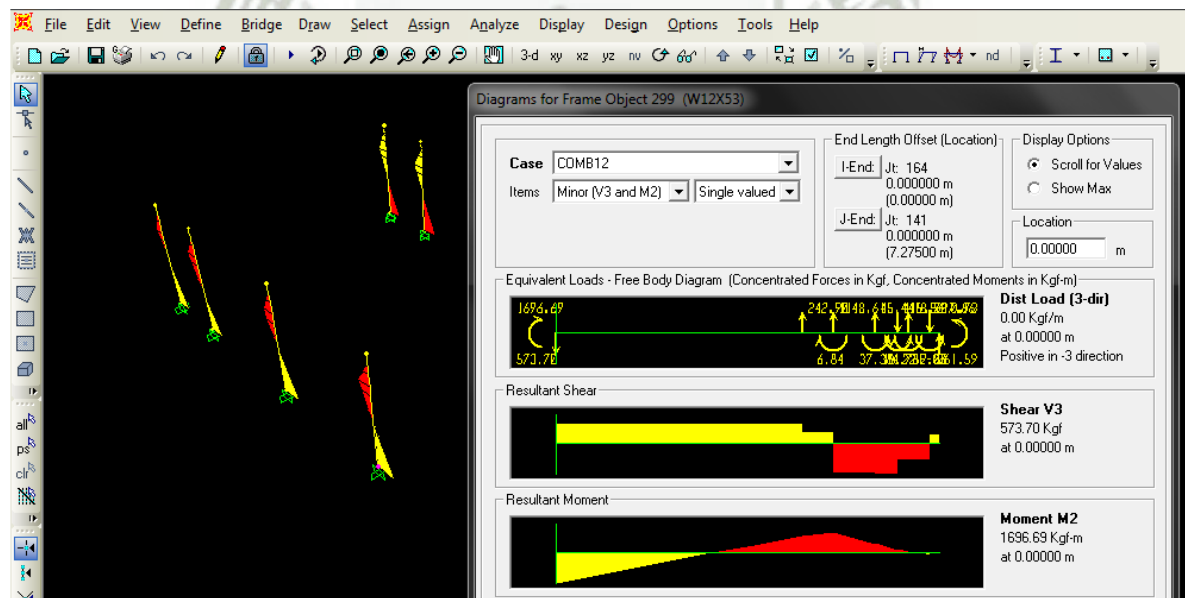 File Edit View Define Bridge Draw Select Assign Analyze Display Design Options Tools Help
3-d xy xz yz nv nd
Diagrams for Frame Object 299 (W12X53)
Case COMB12
Items Minor (V3 and M2) Single valued
End Length Offset (Location)
I-End: Jt: 164
0.000000 m
(0.00000 m)
J-End: Jt: 141
0.000000 m
(7.27500 m)
Display Options
Scroll for Values
Show Max
Location
0.00000 m
Equivalent Loads - Free Body Diagram (Concentrated Forces in Kgf, Concentrated Moments in Kgf-m)
1696.69
573.70
6.84
Dist Load (3-dir)
0.00 Kgf/m
at 0.00000 m
Positive in -3 direction
Resultant Shear
Shear V3
573.70 Kgf
at 0.00000 m
Resultant Moment
Moment M2
1696.69 Kgf-m
at 0.00000 m
all
ps
clr